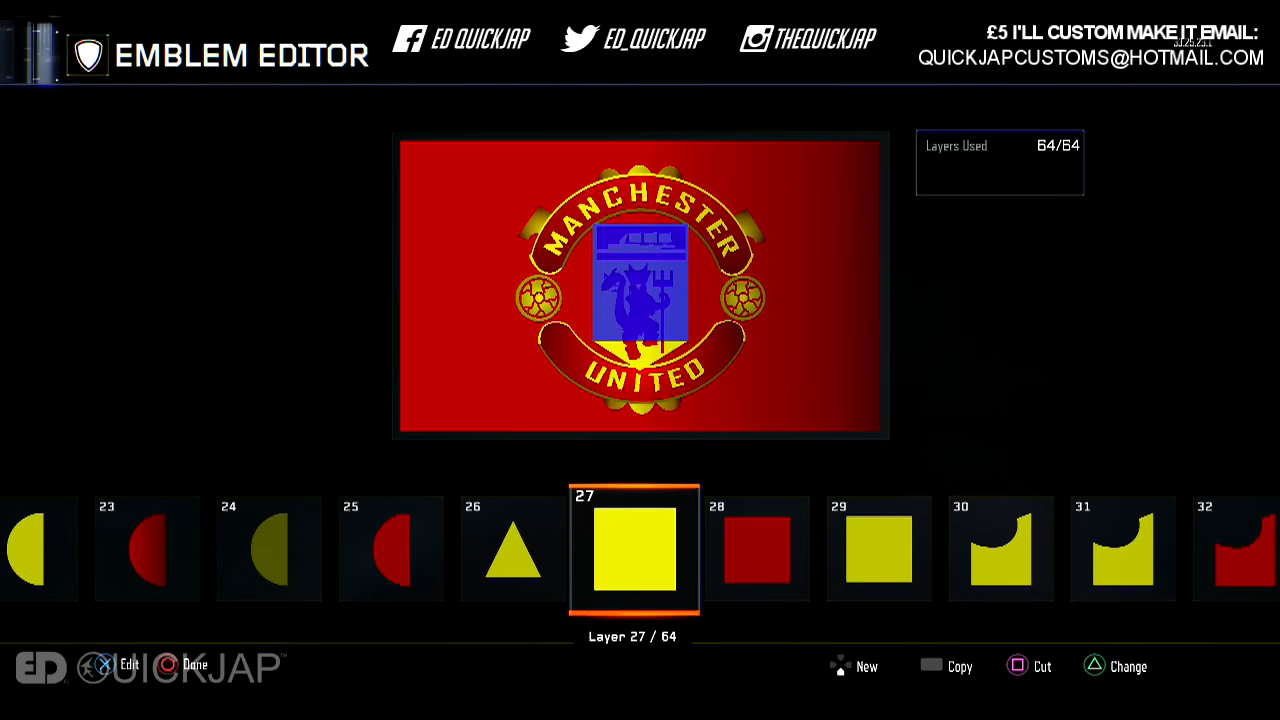 EMBLEM EDITOR
ED QUICKJAP
ED_QUICKJAP
THEQUICKJAP
£5 I'LL CUSTOM MAKE IT EMAIL:
QUICKJAPCUSTOMS@HOTMAIL.COM
Layers Used 64/64
MANCHESTER
UNITED
23
24
25
26
27
28
29
30
31
32
Layer 27 / 64
ED QUICKJAP™
Edit
Done
New
Copy
Cut
Change